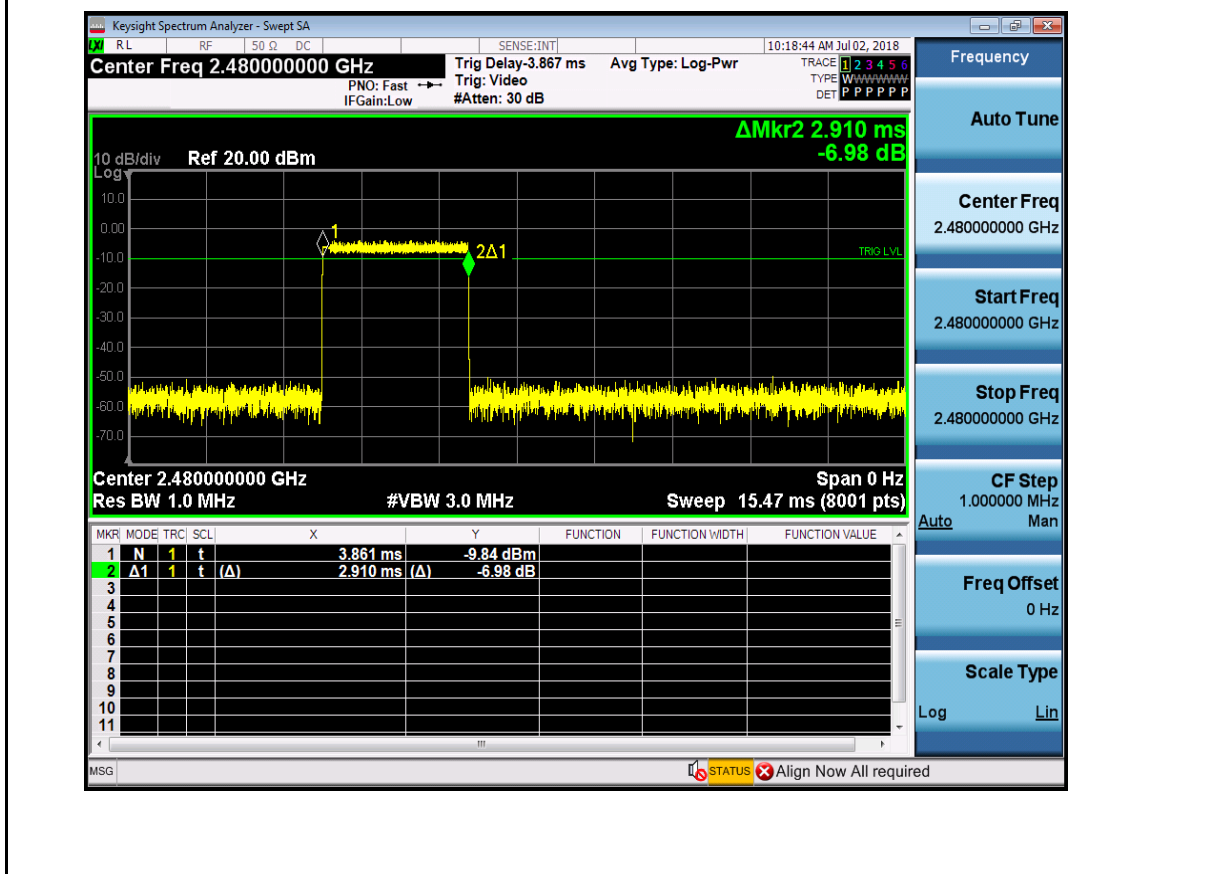 Keysight Spectrum Analyzer - Swept SA
LXI RL RF 50 Ω DC SENSE:INT 10:18:44 AM Jul 02, 2018
Center Freq 2.480000000 GHz
PNO: Fast
IFGain:Low
Trig Delay-3.867 ms
Trig: Video
#Atten: 30 dB
Avg Type: Log-Pwr
TRACE 1 2 3 4 5 6
TYPE WWWWWW
DET P P P P P P
ΔMkr2 2.910 ms
-6.98 dB
10 dB/div
Log
Ref 20.00 dBm
10.0
0.00
-10.0
-20.0
-30.0
-40.0
-50.0
-60.0
-70.0
1
2Δ1
TRIG LVL
Center 2.480000000 GHz Span 0 Hz
Res BW 1.0 MHz #VBW 3.0 MHz Sweep 15.47 ms (8001 pts)
MKR MODE TRC SCL X Y FUNCTION FUNCTION WIDTH FUNCTION VALUE
1 N 1 t 3.861 ms -9.84 dBm
2 Δ1 1 t (Δ) 2.910 ms (Δ) -6.98 dB
3
4
5
6
7
8
9
10
11
MSG STATUS Align Now All required
Frequency
Auto Tune
Center Freq
2.480000000 GHz
Start Freq
2.480000000 GHz
Stop Freq
2.480000000 GHz
CF Step
1.000000 MHz
Auto Man
Freq Offset
0 Hz
Scale Type
Log Lin